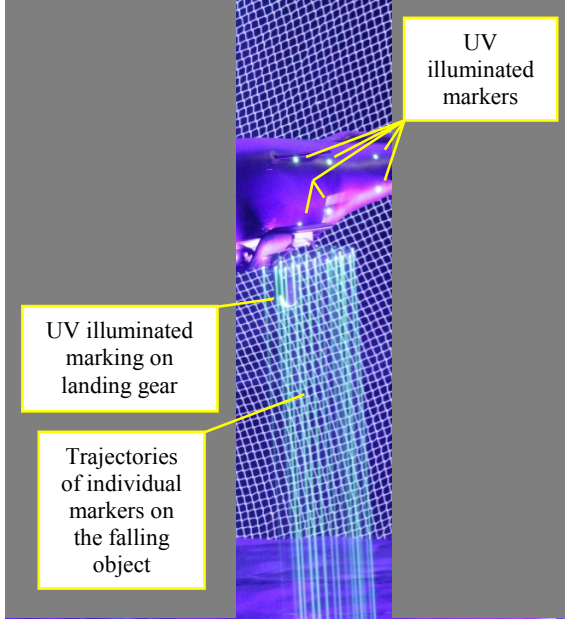 UV
illuminated
markers
UV illuminated
marking on
landing gear
Trajectories
of individual
markers on
the falling
object